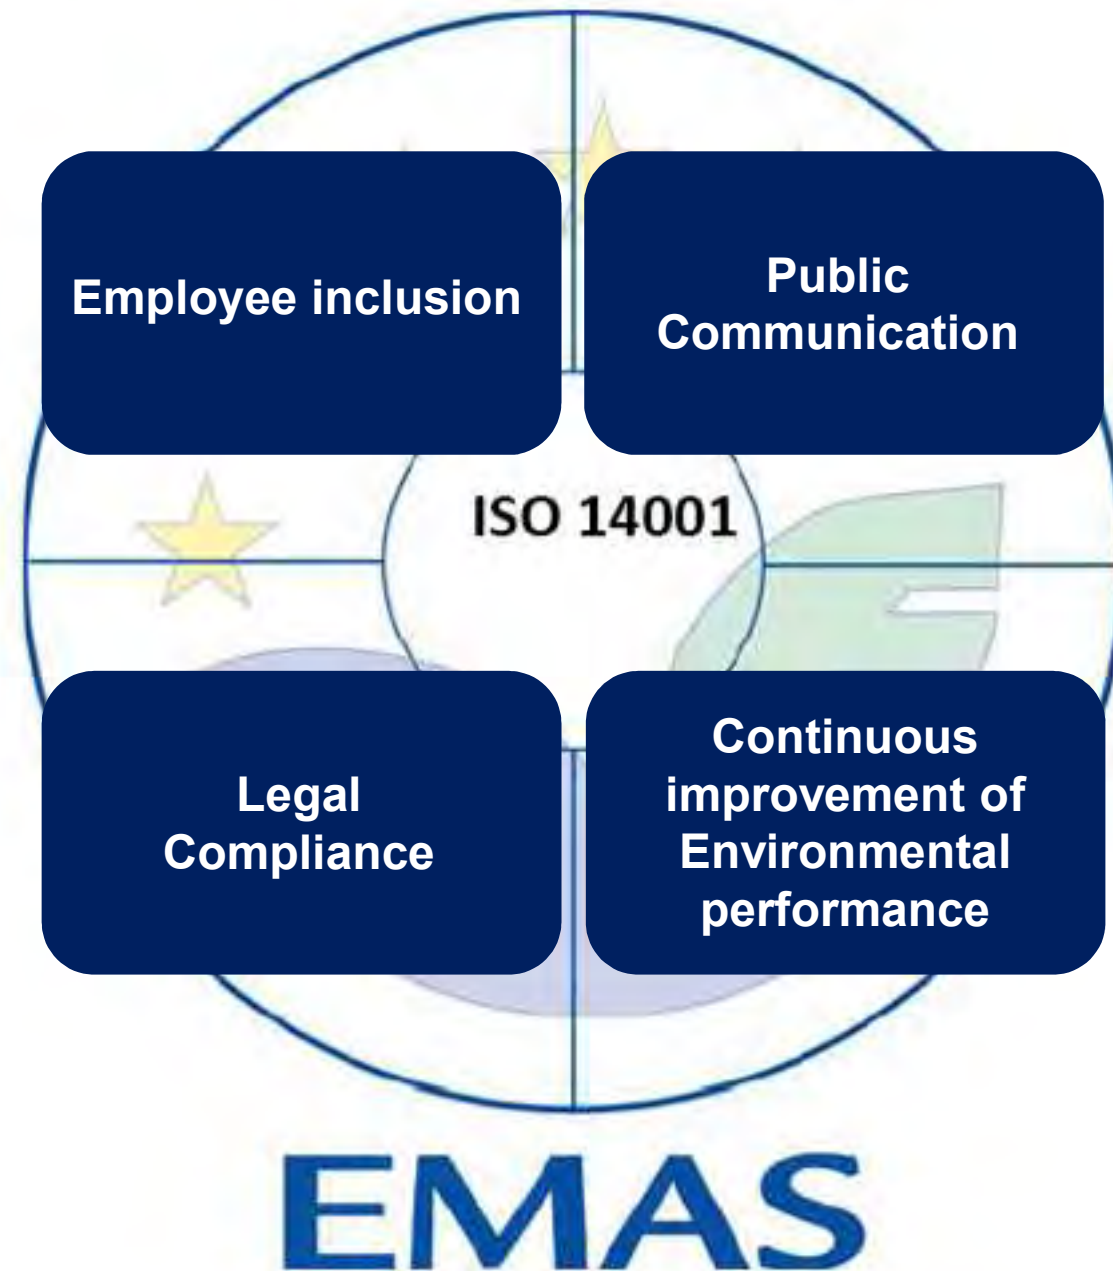 Employee inclusion
Public
Communication
ISO 14001
Legal
Compliance
Continuous
improvement of
Environmental
performance
EMAS